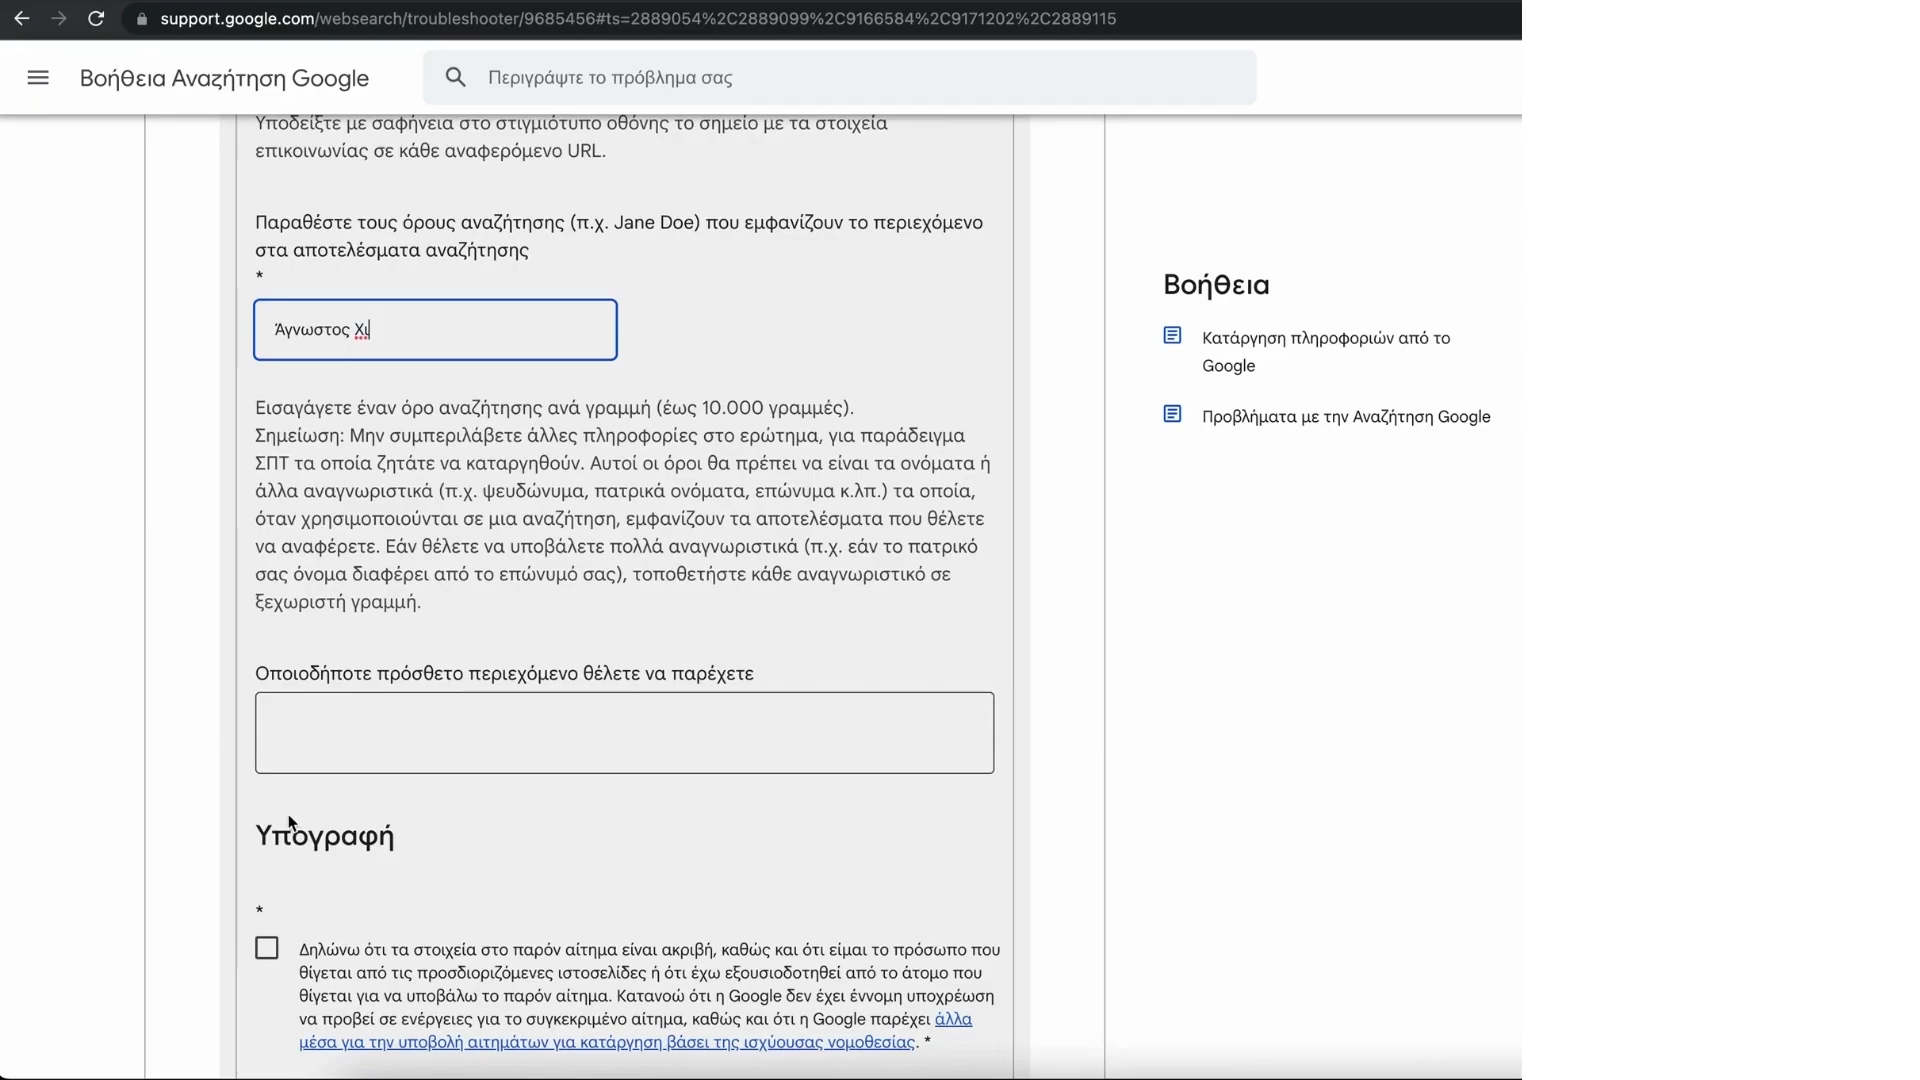 support.google.com/websearch/troubleshooter/9685456#ts=2889054%2C2889099%2C9166584%2C9171202%2C2889115
Βοήθεια Αναζήτηση Google
Περιγράψτε το πρόβλημα σας
Υποδείξτε με σαφήνεια στο στιγμιότυπο οθόνης το σημείο με τα στοιχεία
επικοινωνίας σε κάθε αναφερόμενο URL.
Παραθέστε τους όρους αναζήτησης (π.χ. Jane Doe) που εμφανίζουν το περιεχόμενο
στα αποτελέσματα αναζήτησης
*
Άγνωστος Χι
Εισαγάγετε έναν όρο αναζήτησης ανά γραμμή (έως 10.000 γραμμές).
Σημείωση: Μην συμπεριλάβετε άλλες πληροφορίες στο ερώτημα, για παράδειγμα
ΣΠΤ τα οποία ζητάτε να καταργηθούν. Αυτοί οι όροι θα πρέπει να είναι τα ονόματα ή
άλλα αναγνωριστικά (π.χ. ψευδώνυμα, πατρικά ονόματα, επώνυμα κ.λπ.) τα οποία,
όταν χρησιμοποιούνται σε μια αναζήτηση, εμφανίζουν τα αποτελέσματα που θέλετε
να αναφέρετε. Εάν θέλετε να υποβάλετε πολλά αναγνωριστικά (π.χ. εάν το πατρικό
σας όνομα διαφέρει από το επώνυμό σας), τοποθετήστε κάθε αναγνωριστικό σε
ξεχωριστή γραμμή.
Οποιοδήποτε πρόσθετο περιεχόμενο θέλετε να παρέχετε
Υπογραφή
*
Δηλώνω ότι τα στοιχεία στο παρόν αίτημα είναι ακριβή, καθώς και ότι είμαι το πρόσωπο που
θίγεται από τις προσδιοριζόμενες ιστοσελίδες ή ότι έχω εξουσιοδοτηθεί από το άτομο που
θίγεται για να υποβάλω το παρόν αίτημα. Κατανοώ ότι η Google δεν έχει έννομη υποχρέωση
να προβεί σε ενέργειες για το συγκεκριμένο αίτημα, καθώς και ότι η Google παρέχει άλλα
μέσα για την υποβολή αιτημάτων για κατάργηση βάσει της ισχύουσας νομοθεσίας. *
Βοήθεια
Κατάργηση πληροφοριών από το
Google
Προβλήματα με την Αναζήτηση Google